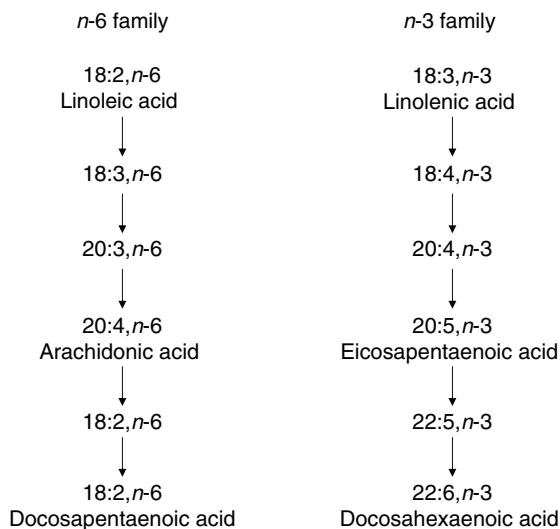 n-6 family
18:2,n-6
Linoleic acid
18:3,n-6
20:3,n-6
20:4,n-6
Arachidonic acid
18:2,n-6
18:2,n-6
Docosapentaenoic acid
n-3 family
18:3,n-3
Linolenic acid
18:4,n-3
20:4,n-3
20:5,n-3
Eicosapentaenoic acid
22:5,n-3
22:6,n-3
Docosahexaenoic acid